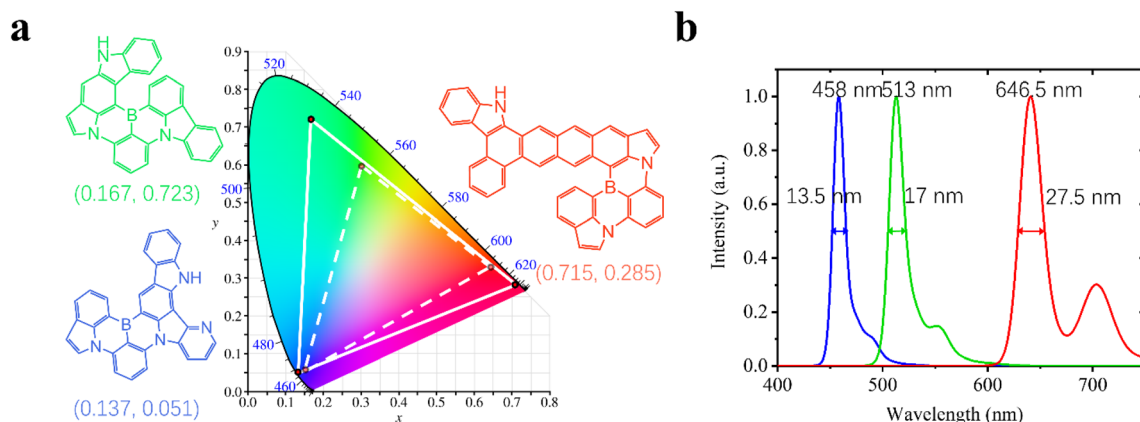 a
b
NH
B
N
(0.167, 0.723)
NH
B
N
N
N
(0.137, 0.051)
NH
N
B
N
(0.715, 0.285)
0.9
0.8
0.7
0.6
0.5
0.4
0.3
0.2
0.1
0.0
y
0.0 0.1 0.2 0.3 0.4 0.5 0.6 0.7 0.8
x
520
540
560
580
600
620
500
480
460
458 nm 513 nm 646.5 nm
13.5 nm 17 nm 27.5 nm
1.0
0.8
0.6
0.4
0.2
0.0
Intensity (a.u.)
400 500 600 700
Wavelength (nm)